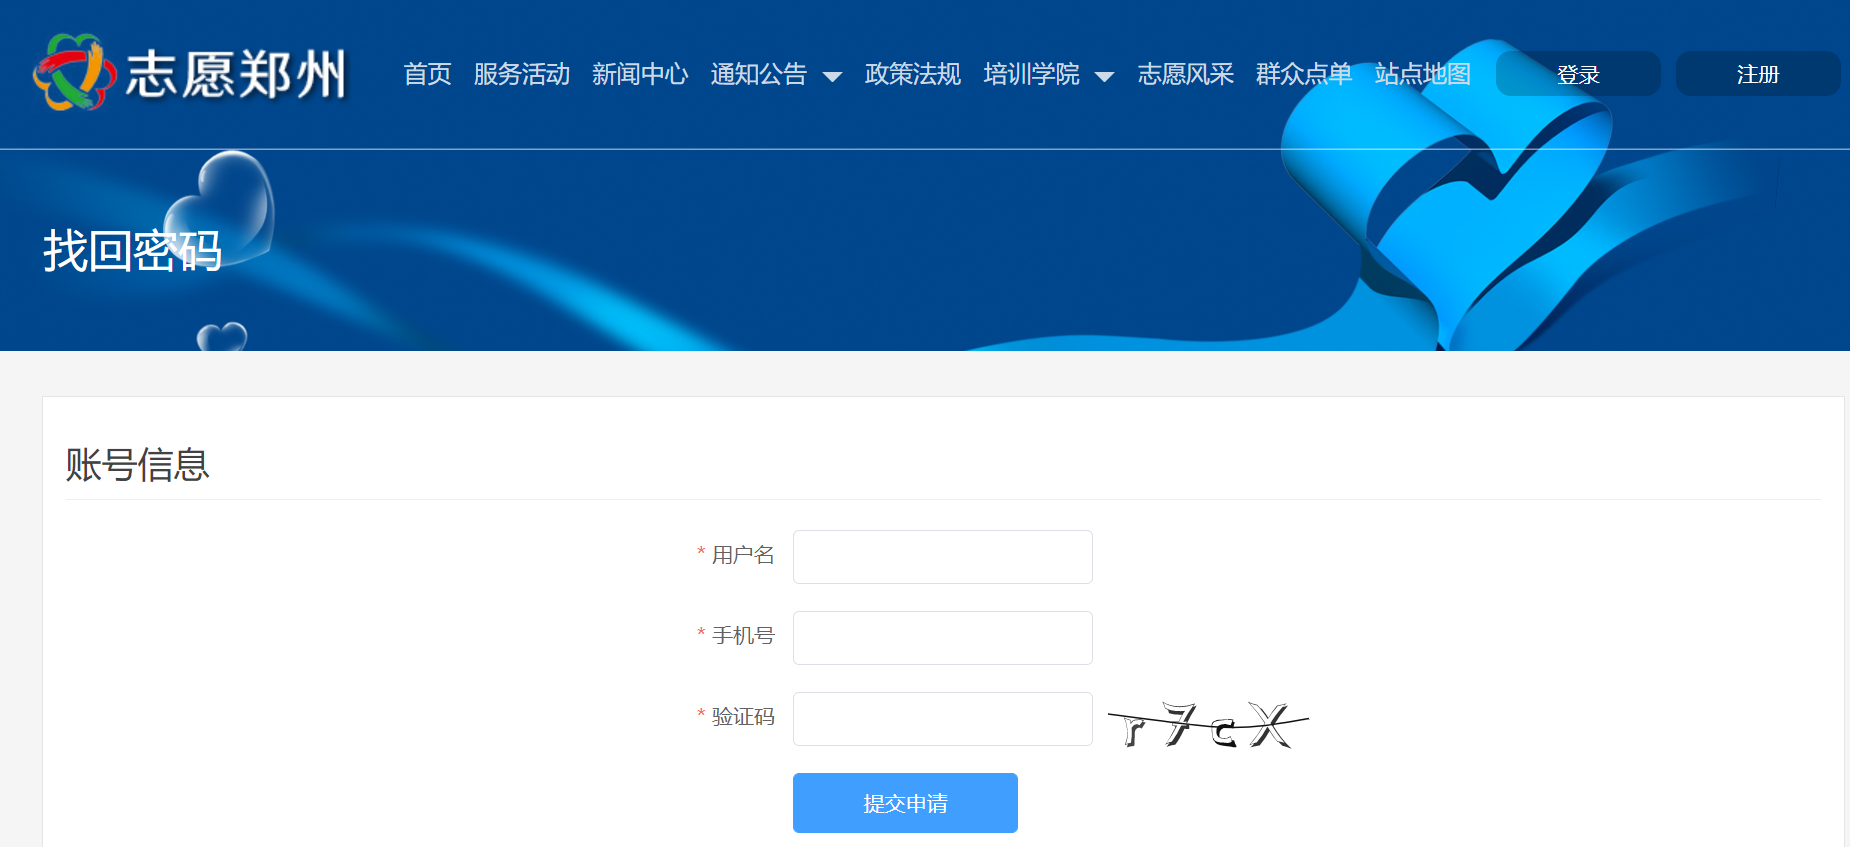 志愿郑州
首页 服务活动 新闻中心 通知公告 政策法规 培训学院 志愿风采 群众点单 站点地图 登录 注册
找回密码
账号信息
* 用户名
* 手机号
* 验证码 r7cX
提交申请